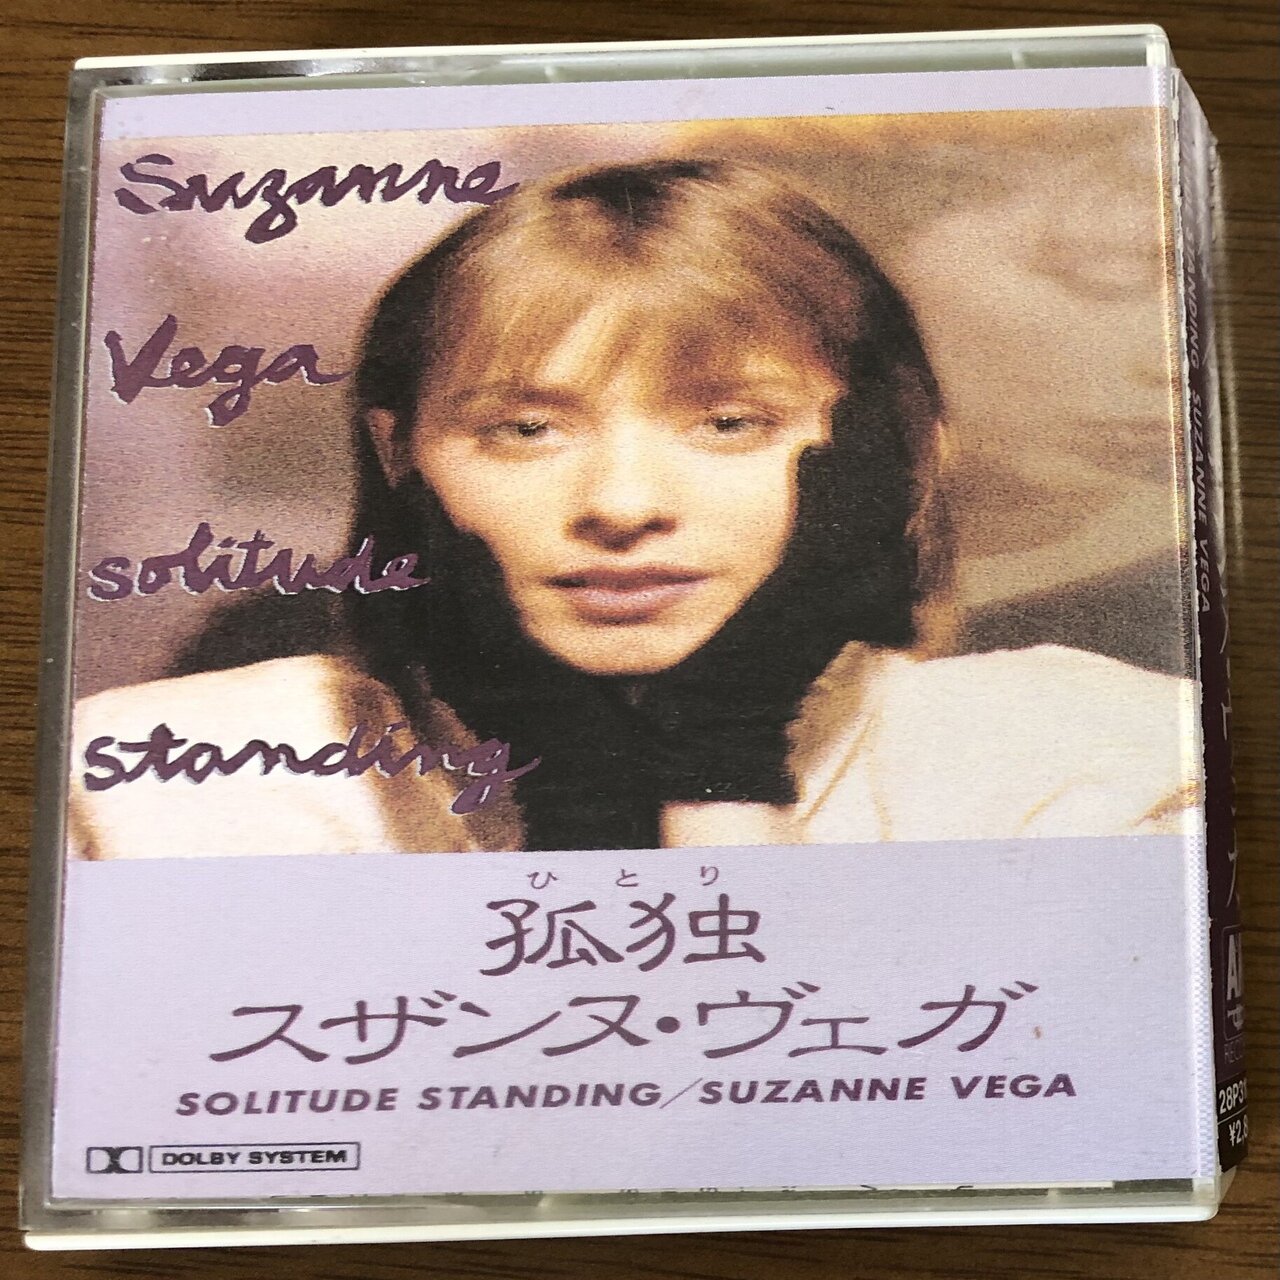 Suzanne
Vega
solitude
standing
ひとり
孤独
スザンヌ・ヴェガ
SOLITUDE STANDING/SUZANNE VEGA
DOLBY SYSTEM
SUZANNE VEGA